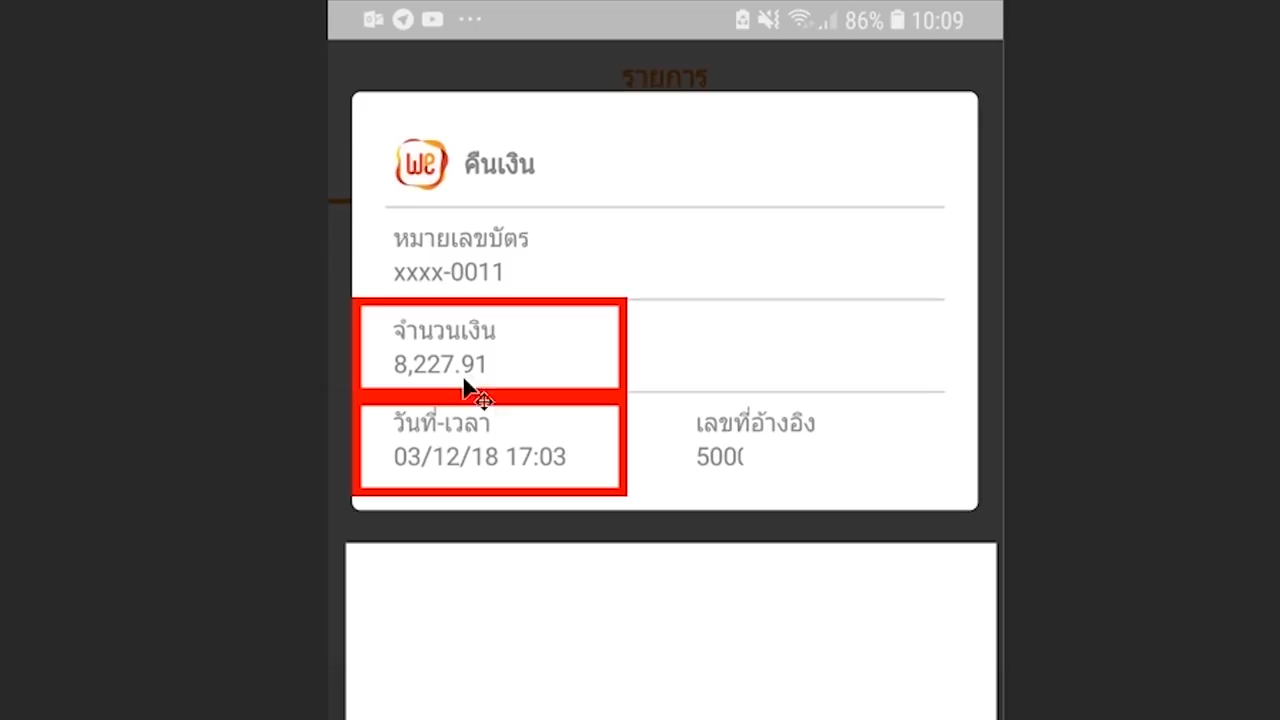 86% 10:09
รายการ
we คืนเงิน
หมายเลขบัตร
xxxx-0011
จำนวนเงิน
8,227.91
วันที่-เวลา
03/12/18 17:03
เลขที่อ้างอิง
500